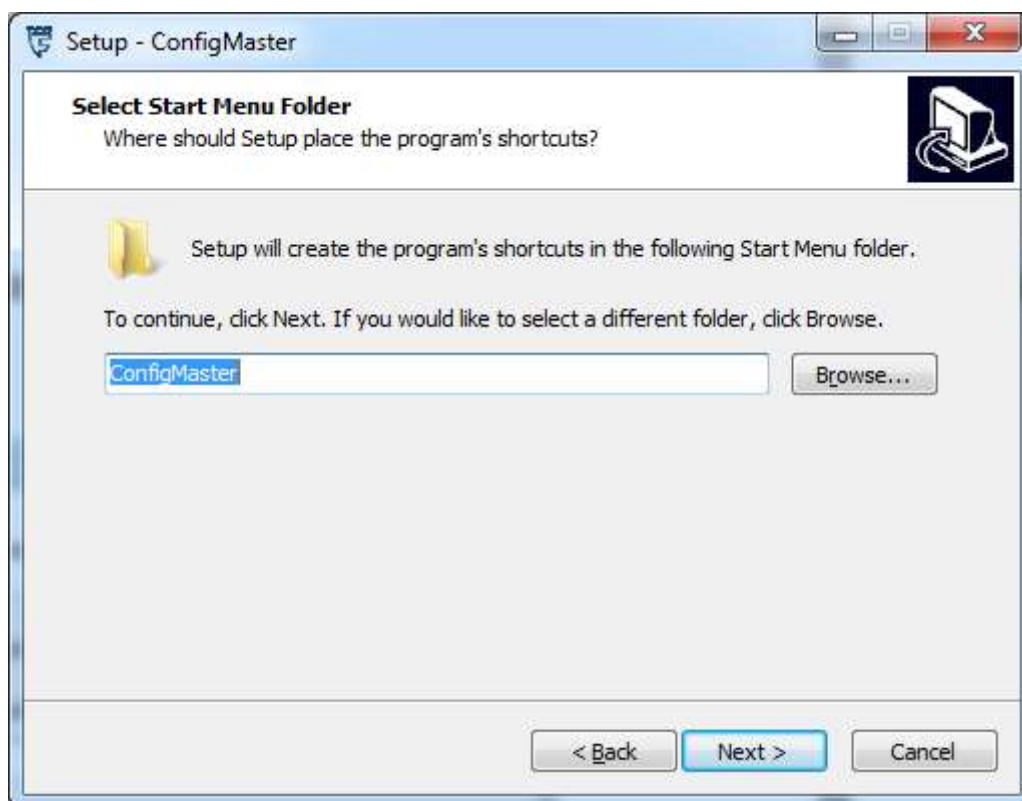 Setup - ConfigMaster
Select Start Menu Folder
Where should Setup place the program's shortcuts?
Setup will create the program's shortcuts in the following Start Menu folder.
To continue, click Next. If you would like to select a different folder, click Browse.
ConfigMaster
Browse...
< Back
Next >
Cancel